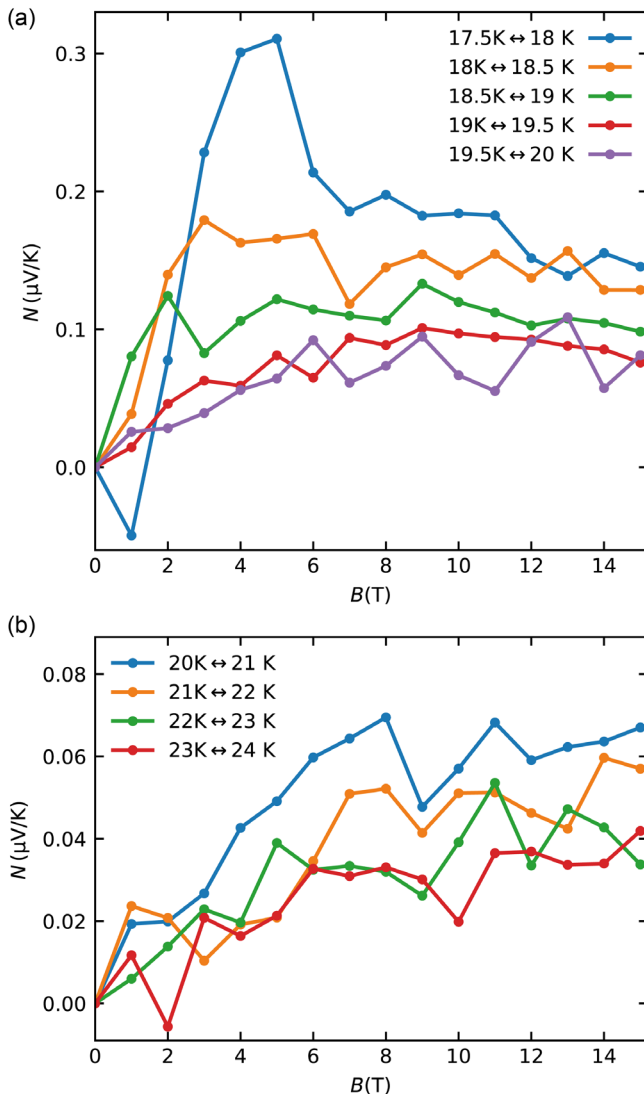 (a)
0.3
0.2
0.1
0.0
N (μV/K)
17.5K↔18 K
18K↔18.5 K
18.5K↔19 K
19K↔19.5 K
19.5K↔20 K
0 2 4 6 8 10 12 14
B(T)
(b)
0.08
0.06
0.04
0.02
0.00
N (μV/K)
20K↔21 K
21K↔22 K
22K↔23 K
23K↔24 K
0 2 4 6 8 10 12 14
B(T)